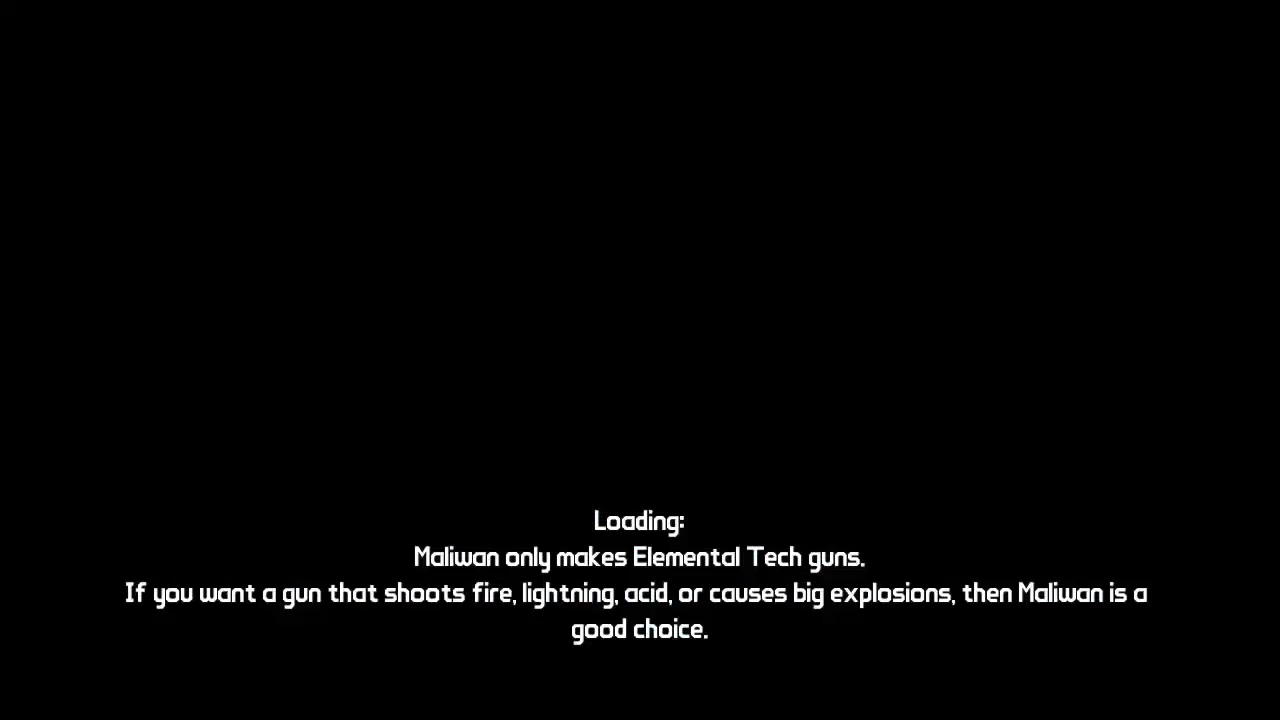 Loading:
Maliwan only makes Elemental Tech guns.
If you want a gun that shoots fire, lightning, acid, or causes big explosions, then Maliwan is a
good choice.